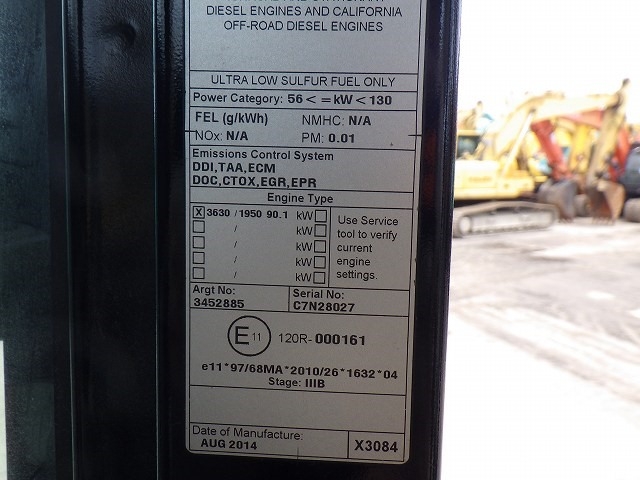 DIESEL ENGINES AND CALIFORNIA
OFF-ROAD DIESEL ENGINES
ULTRA LOW SULFUR FUEL ONLY
Power Category: 56 < = kW < 130
FEL (g/kWh) NMHC: N/A
NOx: N/A PM: 0.01
Emissions Control System
DDI,TAA,ECM
DOC,CTOX,EGR,EPR
Engine Type
X 3630 / 1950 90.1 kW
/ kW
/ kW
/ kW
/ kW
Use Service
tool to verify
current
engine
settings.
Argt No:
3452885
Serial No:
C7N28027
E11 120R-000161
e11*97/68MA*2010/26*1632*04
Stage: IIIB
Date of Manufacture:
AUG 2014
X3084